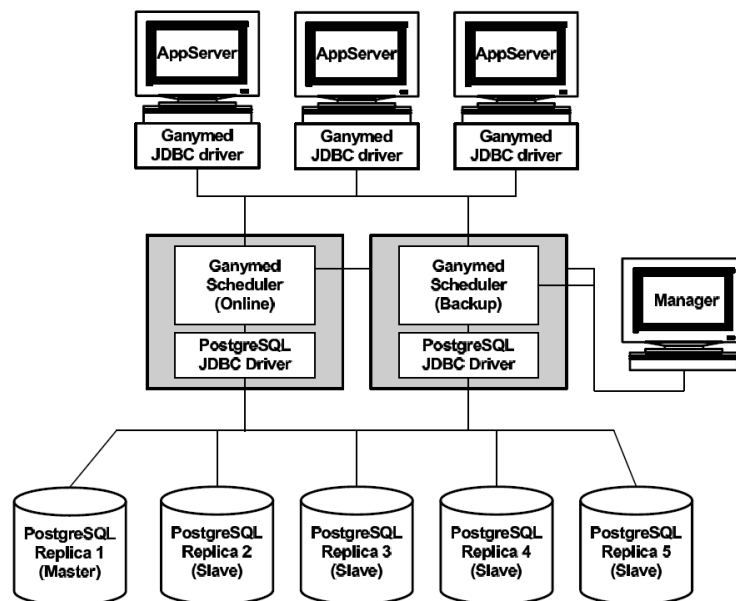 AppServer
AppServer
AppServer
Ganymed
JDBC driver
Ganymed
JDBC driver
Ganymed
JDBC driver
Ganymed
Scheduler
(Online)
Ganymed
Scheduler
(Backup)
Manager
PostgreSQL
JDBC Driver
PostgreSQL
JDBC Driver
PostgreSQL
Replica 1
(Master)
PostgreSQL
Replica 2
(Slave)
PostgreSQL
Replica 3
(Slave)
PostgreSQL
Replica 4
(Slave)
PostgreSQL
Replica 5
(Slave)